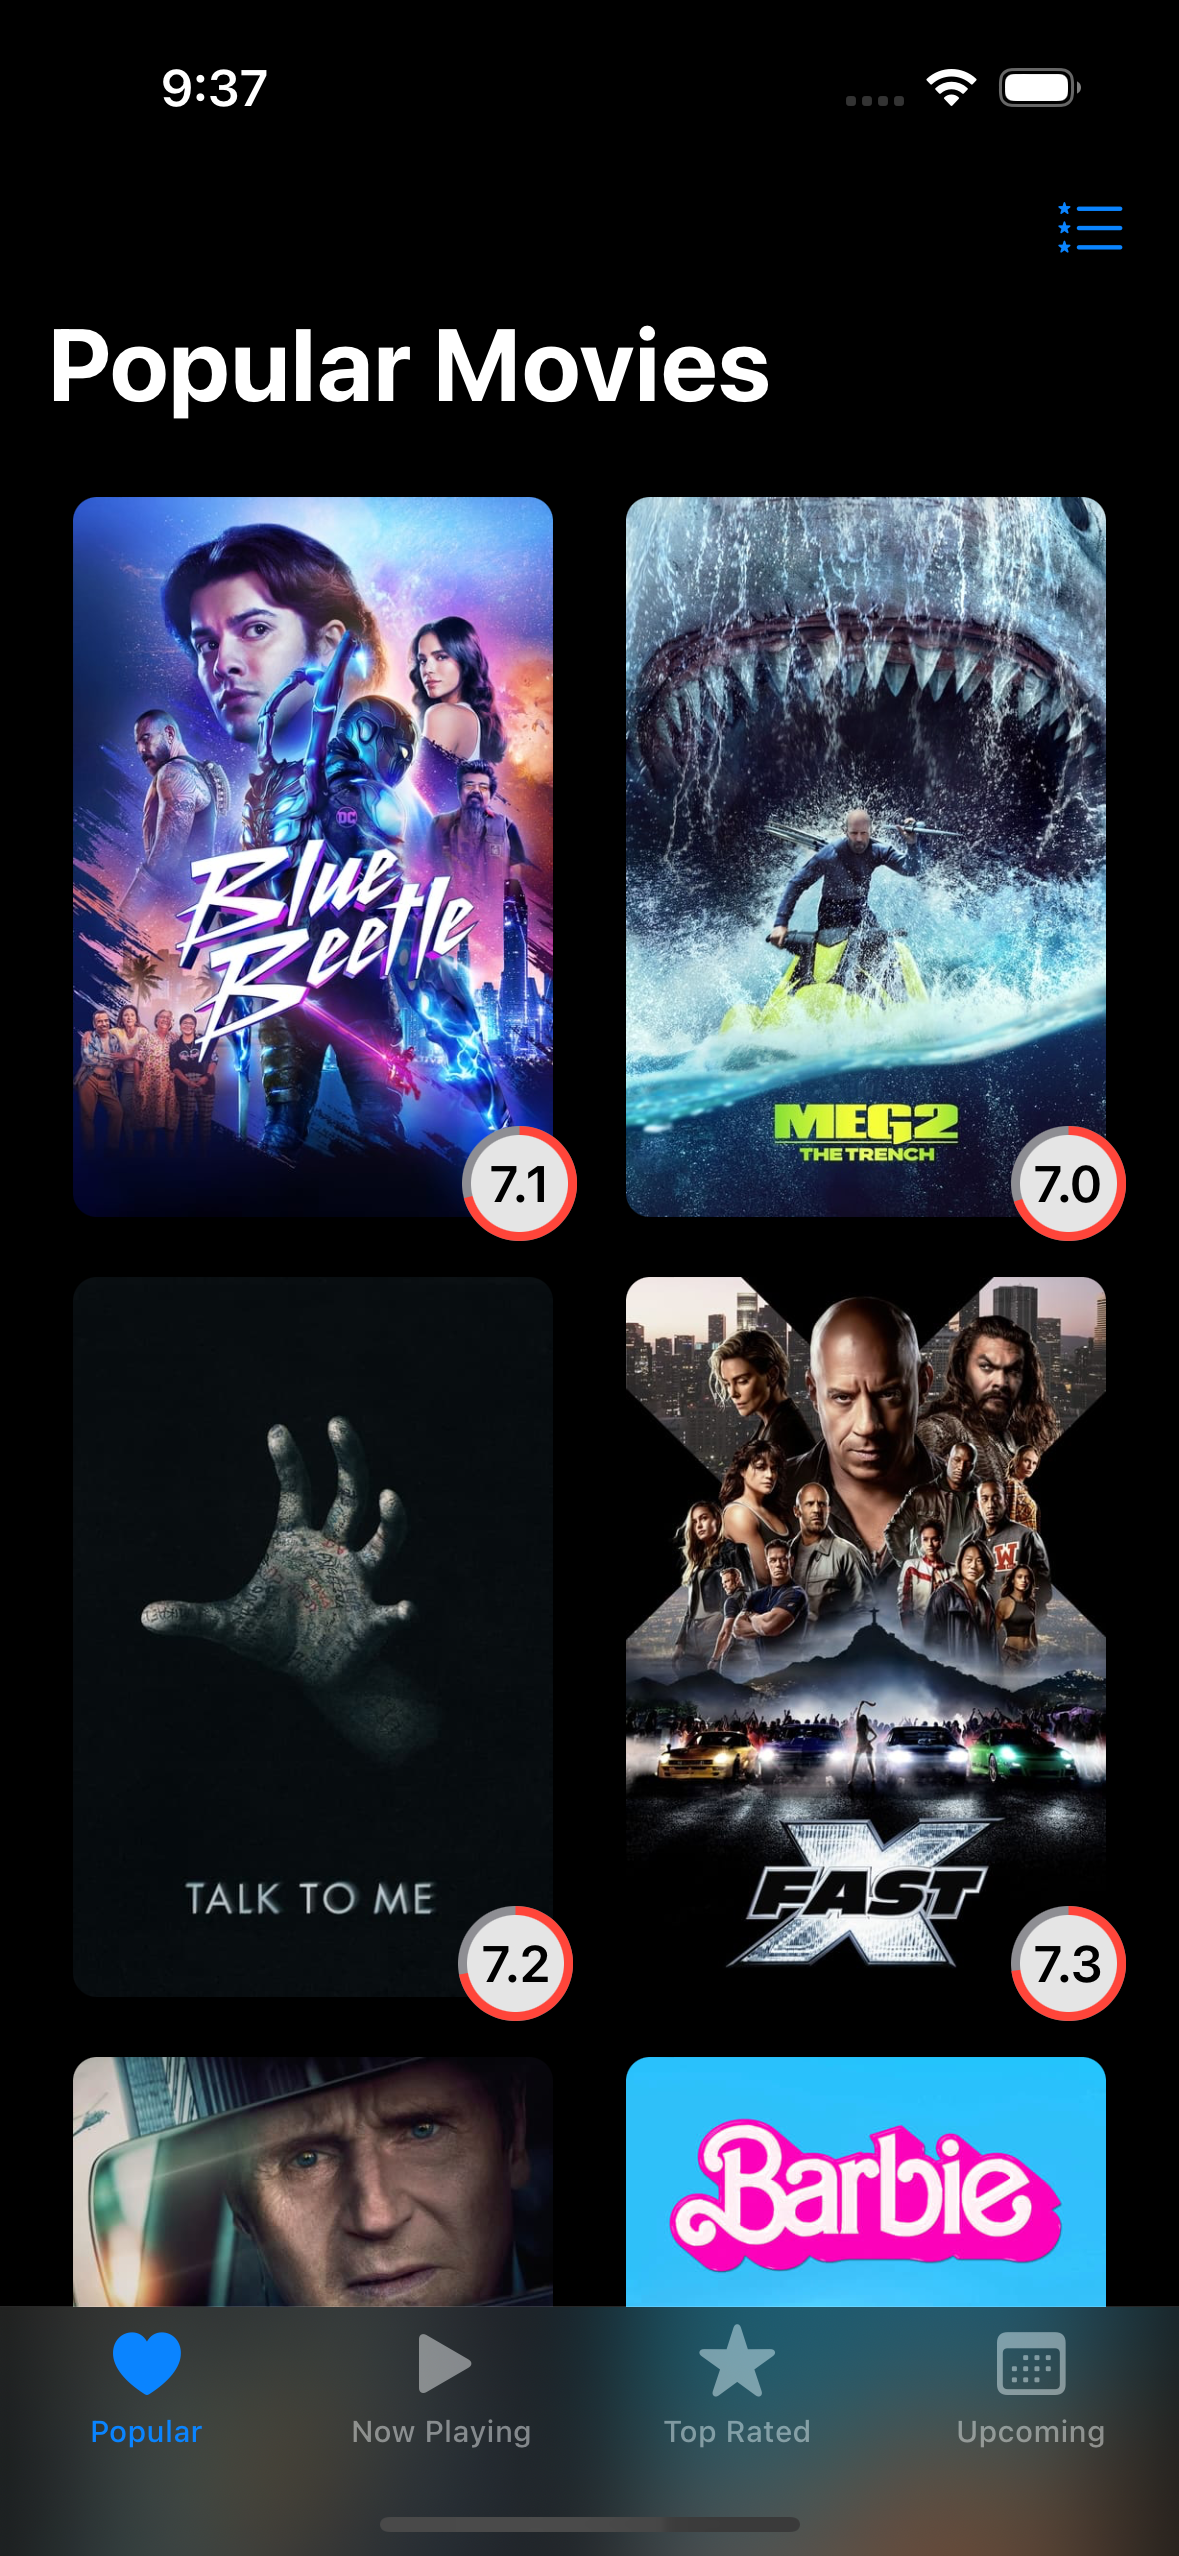 9:37
Popular Movies
DC
Blue
Beetle
7.1
MEG2
THE TRENCH
7.0
TALK TO ME
7.2
W
FAST
X
7.3
Barbie
Popular
Now Playing
Top Rated
Upcoming